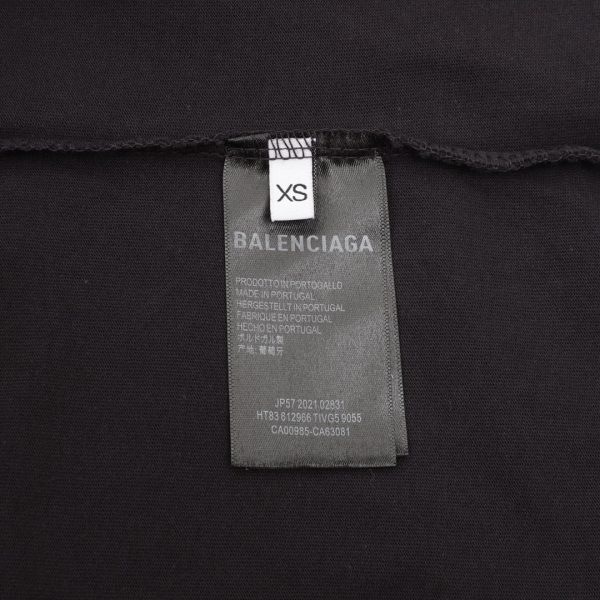 XS
BALENCIAGA
PRODOTTO IN PORTOGALLO
MADE IN PORTUGAL
HERGESTELLT IN PORTUGAL
FABRIQUE EN PORTUGAL
HECHO EN PORTUGAL
ポルトガル製
产地: 葡萄牙
JP57 2021 02831
HT83 812966 TIVG5 9055
CA00985-CA63081